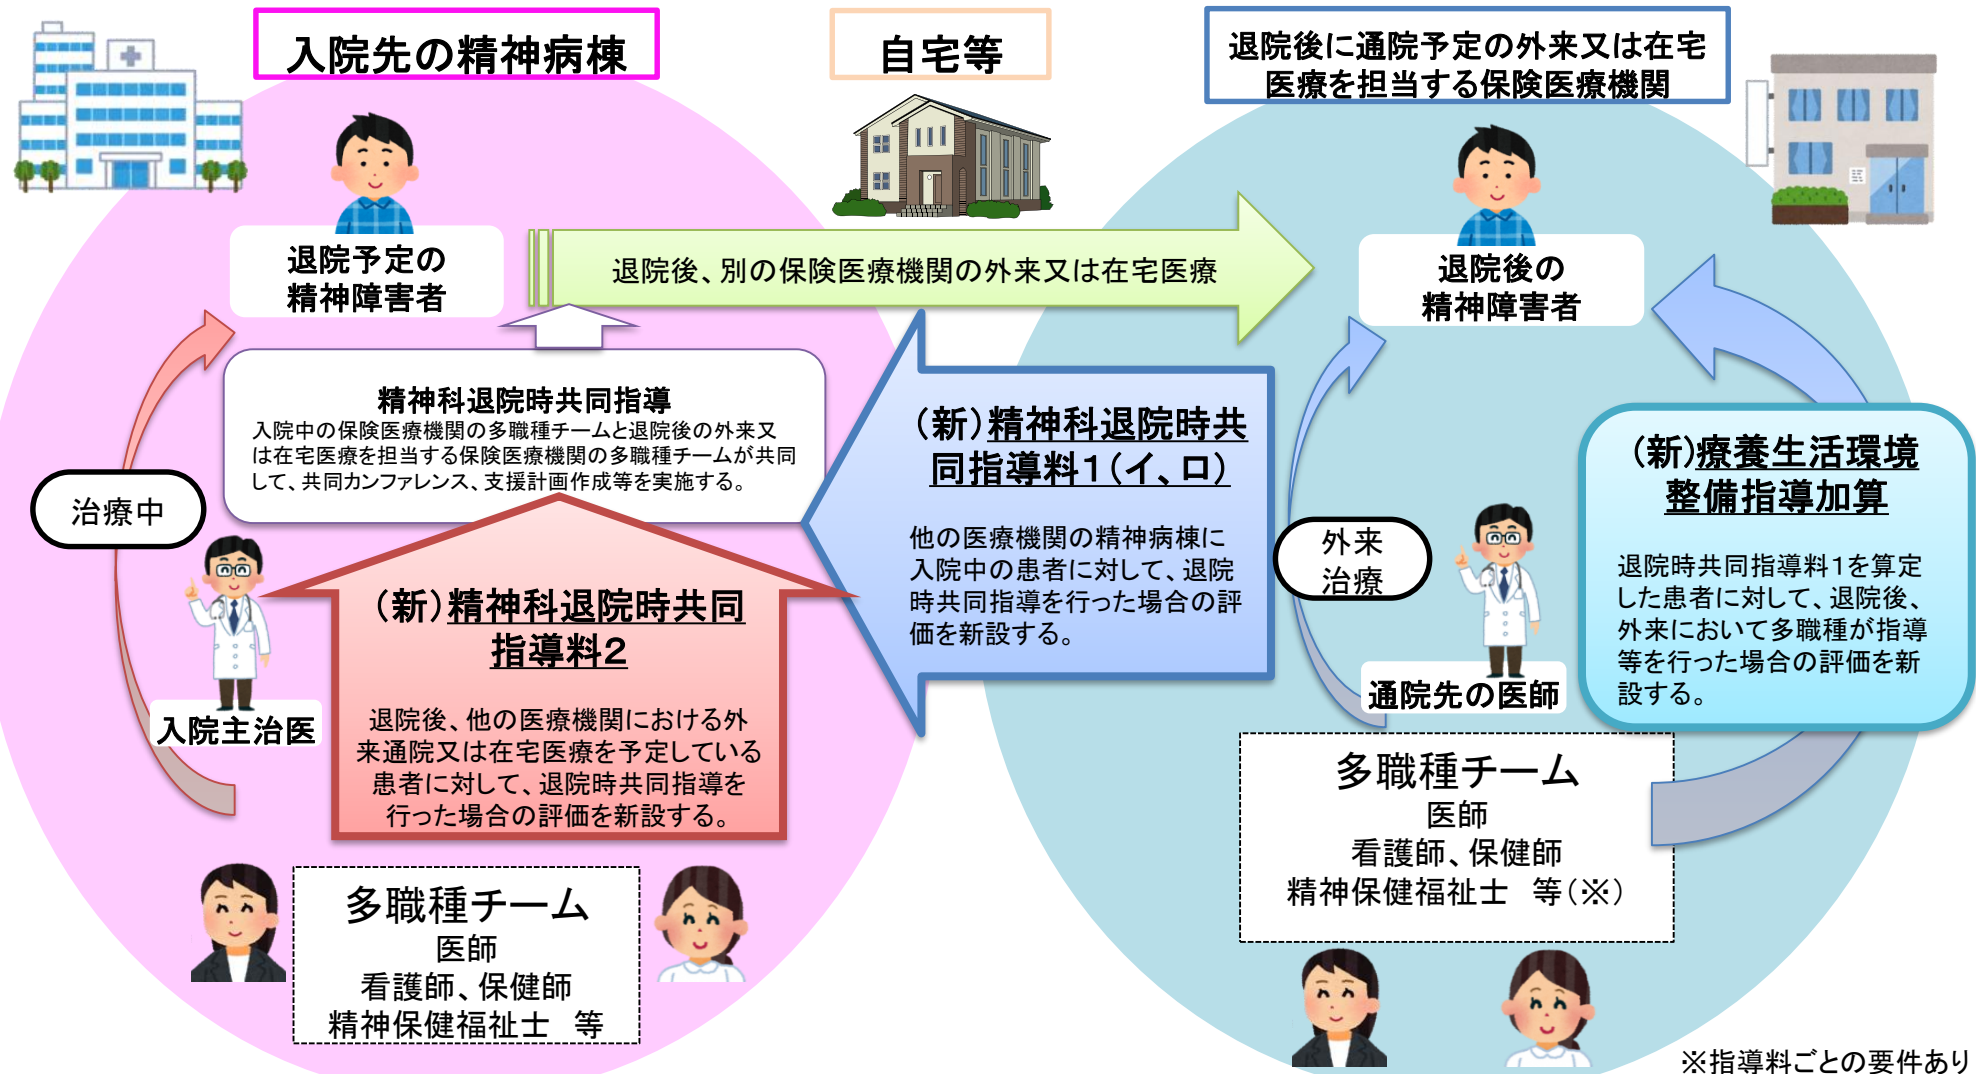 入院先の精神病棟
自宅等
退院後に通院予定の外来又は在宅
医療を担当する保険医療機関
退院予定の
精神障害者
退院後、別の保険医療機関の外来又は在宅医療
退院後の
精神障害者
精神科退院時共同指導
入院中の保険医療機関の多職種チームと退院後の外来又
は在宅医療を担当する保険医療機関の多職種チームが共同
して、共同カンファレンス、支援計画作成等を実施する。
治療中
入院主治医
（新）精神科退院時共同
指導料2
退院後、他の医療機関における外
来通院又は在宅医療を予定している
患者に対して、退院時共同指導を
行った場合の評価を新設する。
多職種チーム
医師
看護師、保健師
精神保健福祉士　等
（新）精神科退院時共
同指導料1（イ、ロ）
他の医療機関の精神病棟に
入院中の患者に対して、退院
時共同指導を行った場合の評
価を新設する。
外来
治療
通院先の医師
（新）療養生活環境
整備指導加算
退院時共同指導料1を算定
した患者に対して、退院後、
外来において多職種が指導
等を行った場合の評価を新
設する。
多職種チーム
医師
看護師、保健師
精神保健福祉士　等（※）
※指導料ごとの要件あり